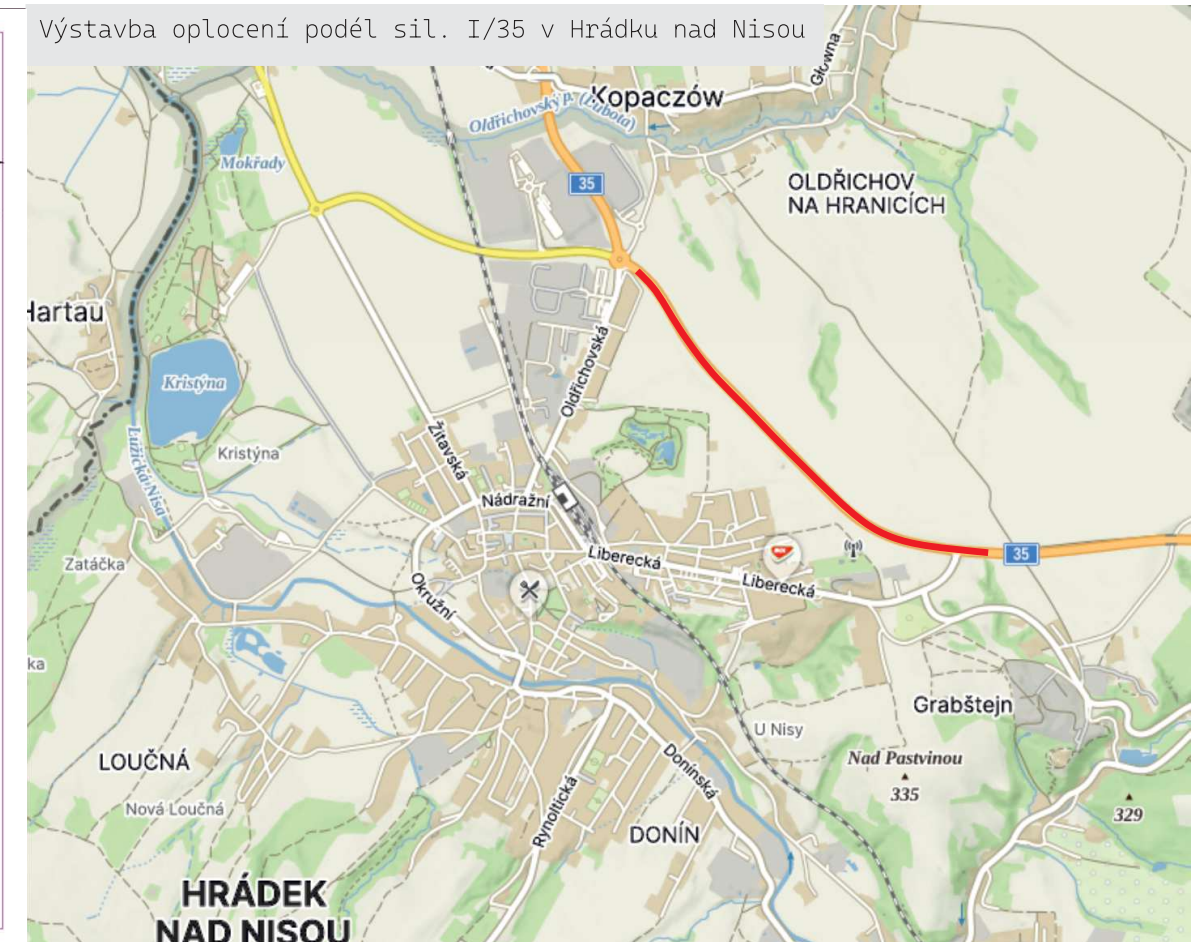 Výstavba oplocení podél sil. I/35 v Hrádku nad Nisou
Główna
Kopaczów
Oldřichovský p. (Lubota)
Mokřady
35
OLDŘICHOV
NA HRANICÍCH
Hartau
Kristýna
Oldřichovská
Lužická Nisa
Kristýna
Žitavská
Nádražní
Liberecká
35
Zatáčka
Liberecká
Okružní
ka
Grabštejn
U Nisy
LOUČNÁ
Donínská
Nad Pastvinou
335
Nová Loučná
329
Rynoltická
DONÍN
HRÁDEK
NAD NISOU